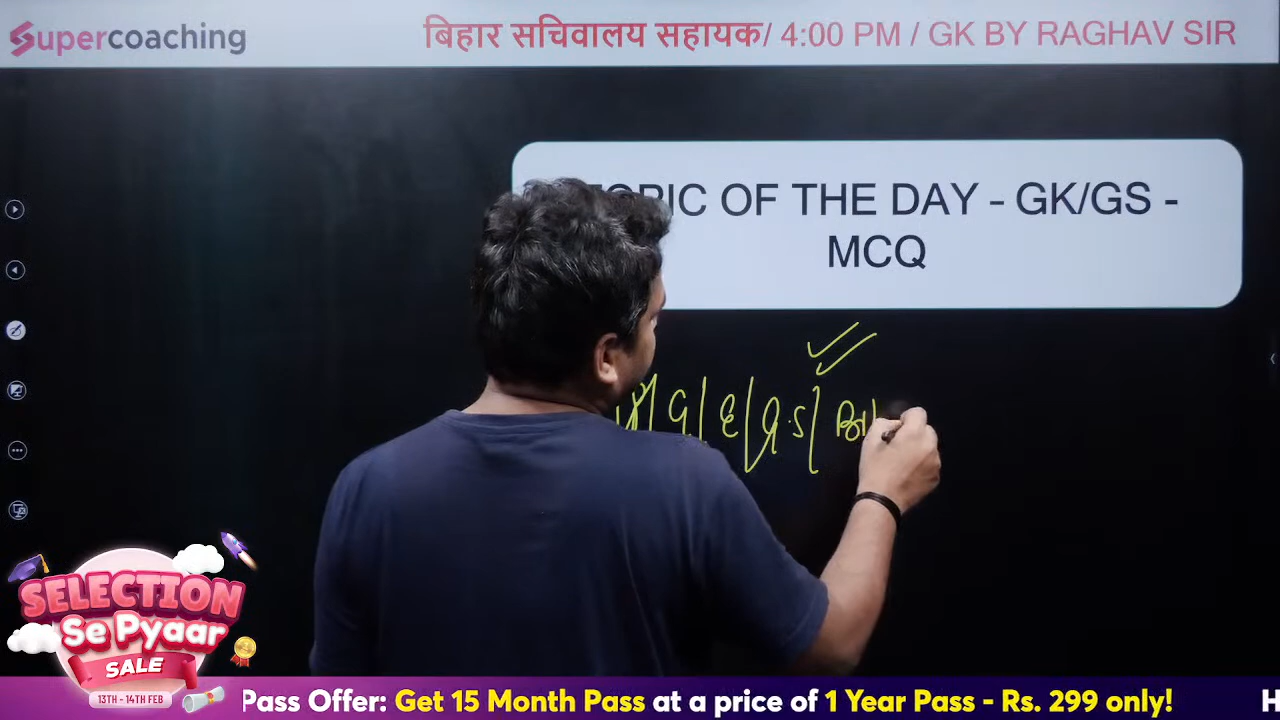 Supercoaching
बिहार सचिवालय सहायक/ 4:00 PM / GK BY RAGHAV SIR
OF THE DAY - GK/GS -
MCQ
G | E | G.S |
SELECTION
Se Pyaar
SALE
13TH - 14TH FEB
Pass Offer: Get 15 Month Pass at a price of 1 Year Pass - Rs. 299 only!